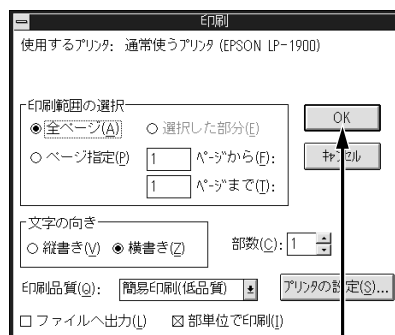 印刷
使用するプリンタ: 通常使うプリンタ (EPSON LP-1900)
印刷範囲の選択
全ページ(A) 選択した部分(E)
ページ指定(P) 1 ページから(F):
1 ページまで(T):
OK
キャンセル
文字の向き
縦書き(V) 横書き(Z)
部数(C): 1
印刷品質(Q): 簡易印刷(低品質)
プリンタの設定(S)...
ファイルへ出力(L) 部単位で印刷(I)